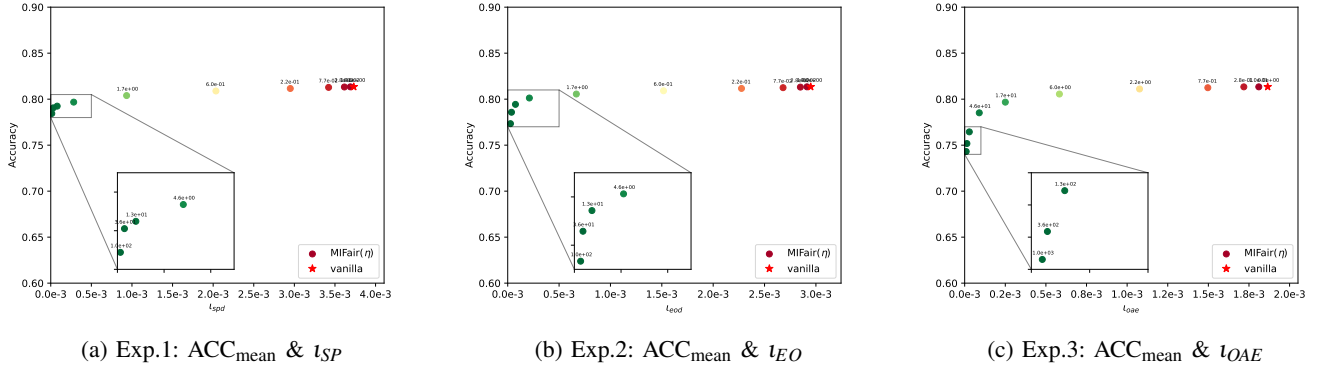 0.90
0.85
0.80
0.75
0.70
0.65
0.60
Accuracy
1.7e+00
6.0e-01
2.2e-01
7.7e-02
4.6e+00
1.3e+01
3.6e+01
1.0e+02
MIFair(η)
vanilla
0.0e-3 0.5e-3 1.0e-3 1.5e-3 2.0e-3 2.5e-3 3.0e-3 3.5e-3 4.0e-3
ιspd
(a) Exp.1: ACCmean & ιSP
0.90
0.85
0.80
0.75
0.70
0.65
0.60
Accuracy
1.7e+00
6.0e-01
2.2e-01
7.7e-02
4.6e+00
1.3e+01
3.6e+01
1.0e+02
MIFair(η)
vanilla
0.0e-3 0.5e-3 1.0e-3 1.5e-3 2.0e-3 2.5e-3 3.0e-3
ιeod
(b) Exp.2: ACCmean & ιEO
0.90
0.85
0.80
0.75
0.70
0.65
0.60
Accuracy
4.6e+01
1.7e+01
6.0e+00
2.2e+00
7.7e-01
2.8e-01
1.3e+02
3.6e+02
1.0e+03
MIFair(η)
vanilla
0.0e-3 0.2e-3 0.5e-3 0.8e-3 1.0e-3 1.2e-3 1.5e-3 1.8e-3 2.0e-3
ιoae
(c) Exp.3: ACCmean & ιOAE